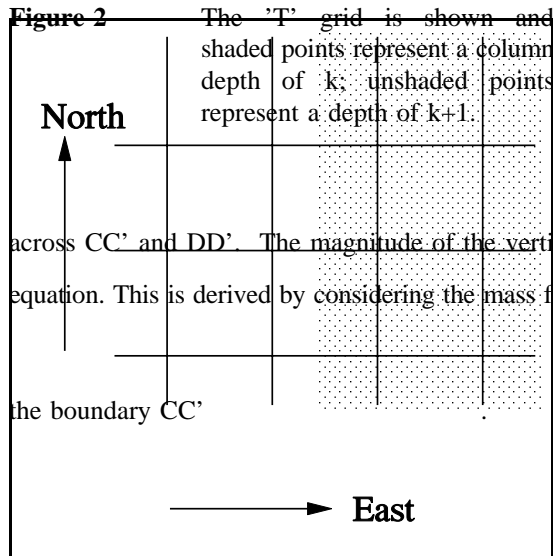 Figure 2 The 'T' grid is shown and
shaded points represent a column
depth of k; unshaded points
represent a depth of k+1.
North
across CC' and DD'. The magnitude of the verti
equation. This is derived by considering the mass f
the boundary CC' .
East